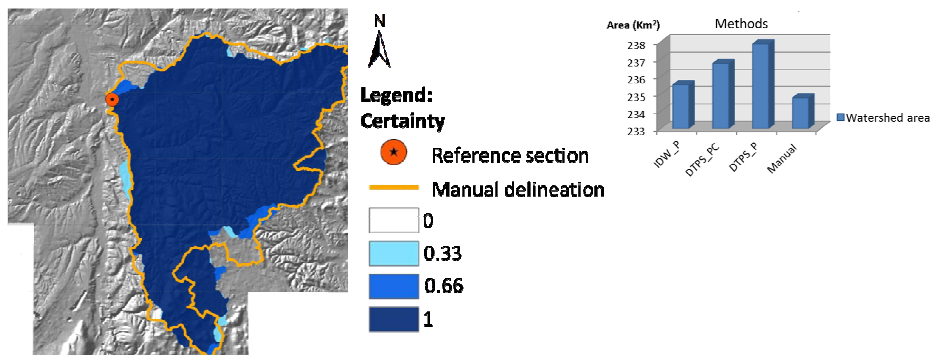 N
Legend:
Certainty
Reference section
Manual delineation
0
0.33
0.66
1
Area (Km²)
Methods
238
237
236
235
234
233
IDW_P
DTPS_PC
DTPS_P
Manual
Watershed area